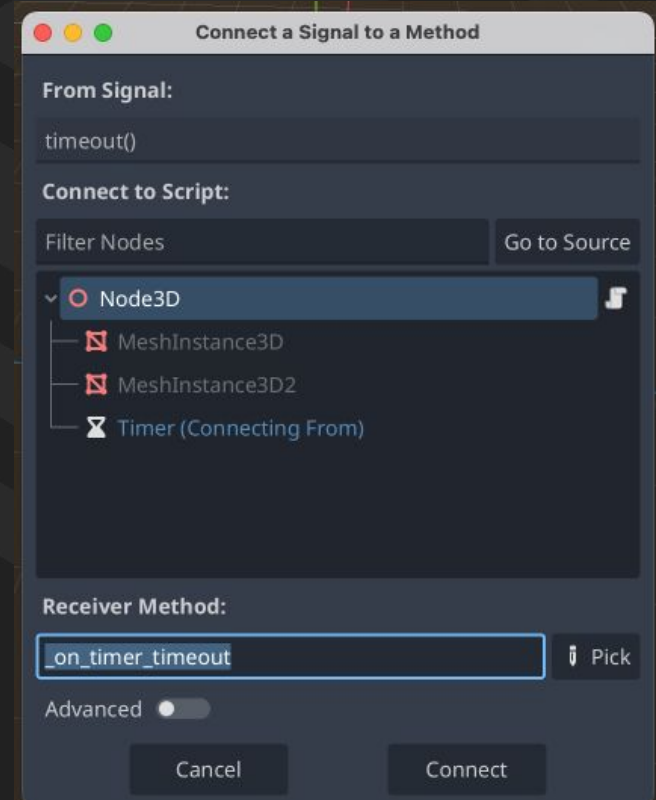 Connect a Signal to a Method
From Signal:
timeout()
Connect to Script:
Filter Nodes Go to Source
Node3D
MeshInstance3D
MeshInstance3D2
Timer (Connecting From)
Receiver Method:
_on_timer_timeout Pick
Advanced
Cancel Connect